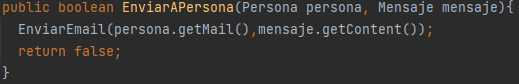 public boolean EnviarAPersona(Persona persona, Mensaje mensaje){
EnviarEmail(persona.getMail(),mensaje.getContent());
return false;
}